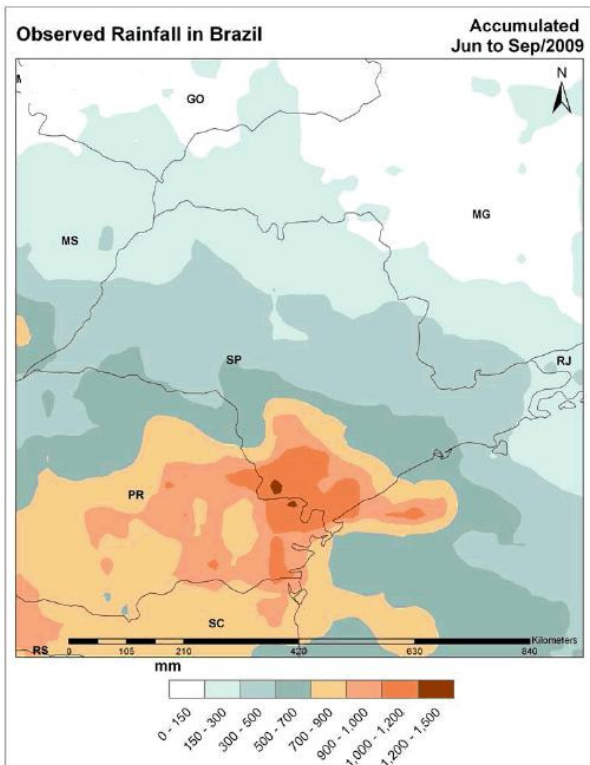 Observed Rainfall in Brazil
Accumulated
Jun to Sep/2009
N
GO
MG
MS
SP
RJ
PR
SC
RS
Kilometers
0 105 210 420 630 840
mm
0 - 150
150 - 300
300 - 500
500 - 700
700 - 900
900 - 1,000
1,000 - 1,200
1,200 - 1,500